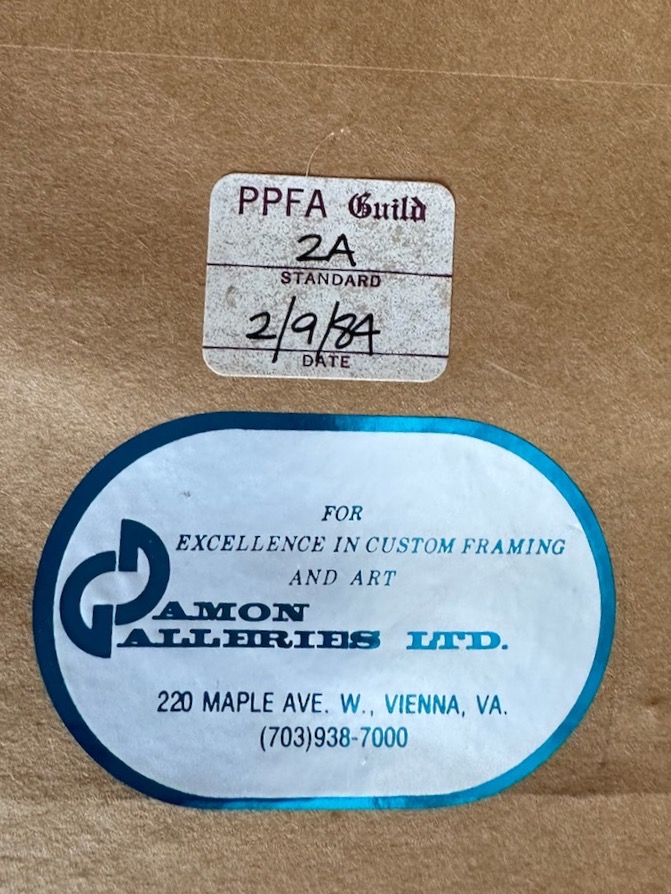 PPFA Guild
2A
STANDARD
2/9/84
DATE
FOR
EXCELLENCE IN CUSTOM FRAMING
AND ART
DAMON
GALLERIES LTD.
220 MAPLE AVE. W., VIENNA, VA.
(703)938-7000